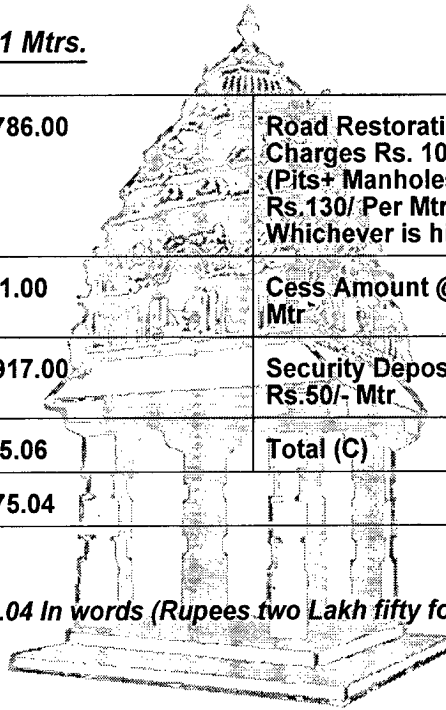 1 Mtrs.
786.00
Road Restorati
Charges Rs. 10
(Pits+ Manholes
Rs.130/ Per Mtr
Whichever is hi
1.00
Cess Amount @
Mtr
917.00
Security Depos
Rs.50/- Mtr
5.06
Total (C)
75.04
.04 In words (Rupees two Lakh fifty fo